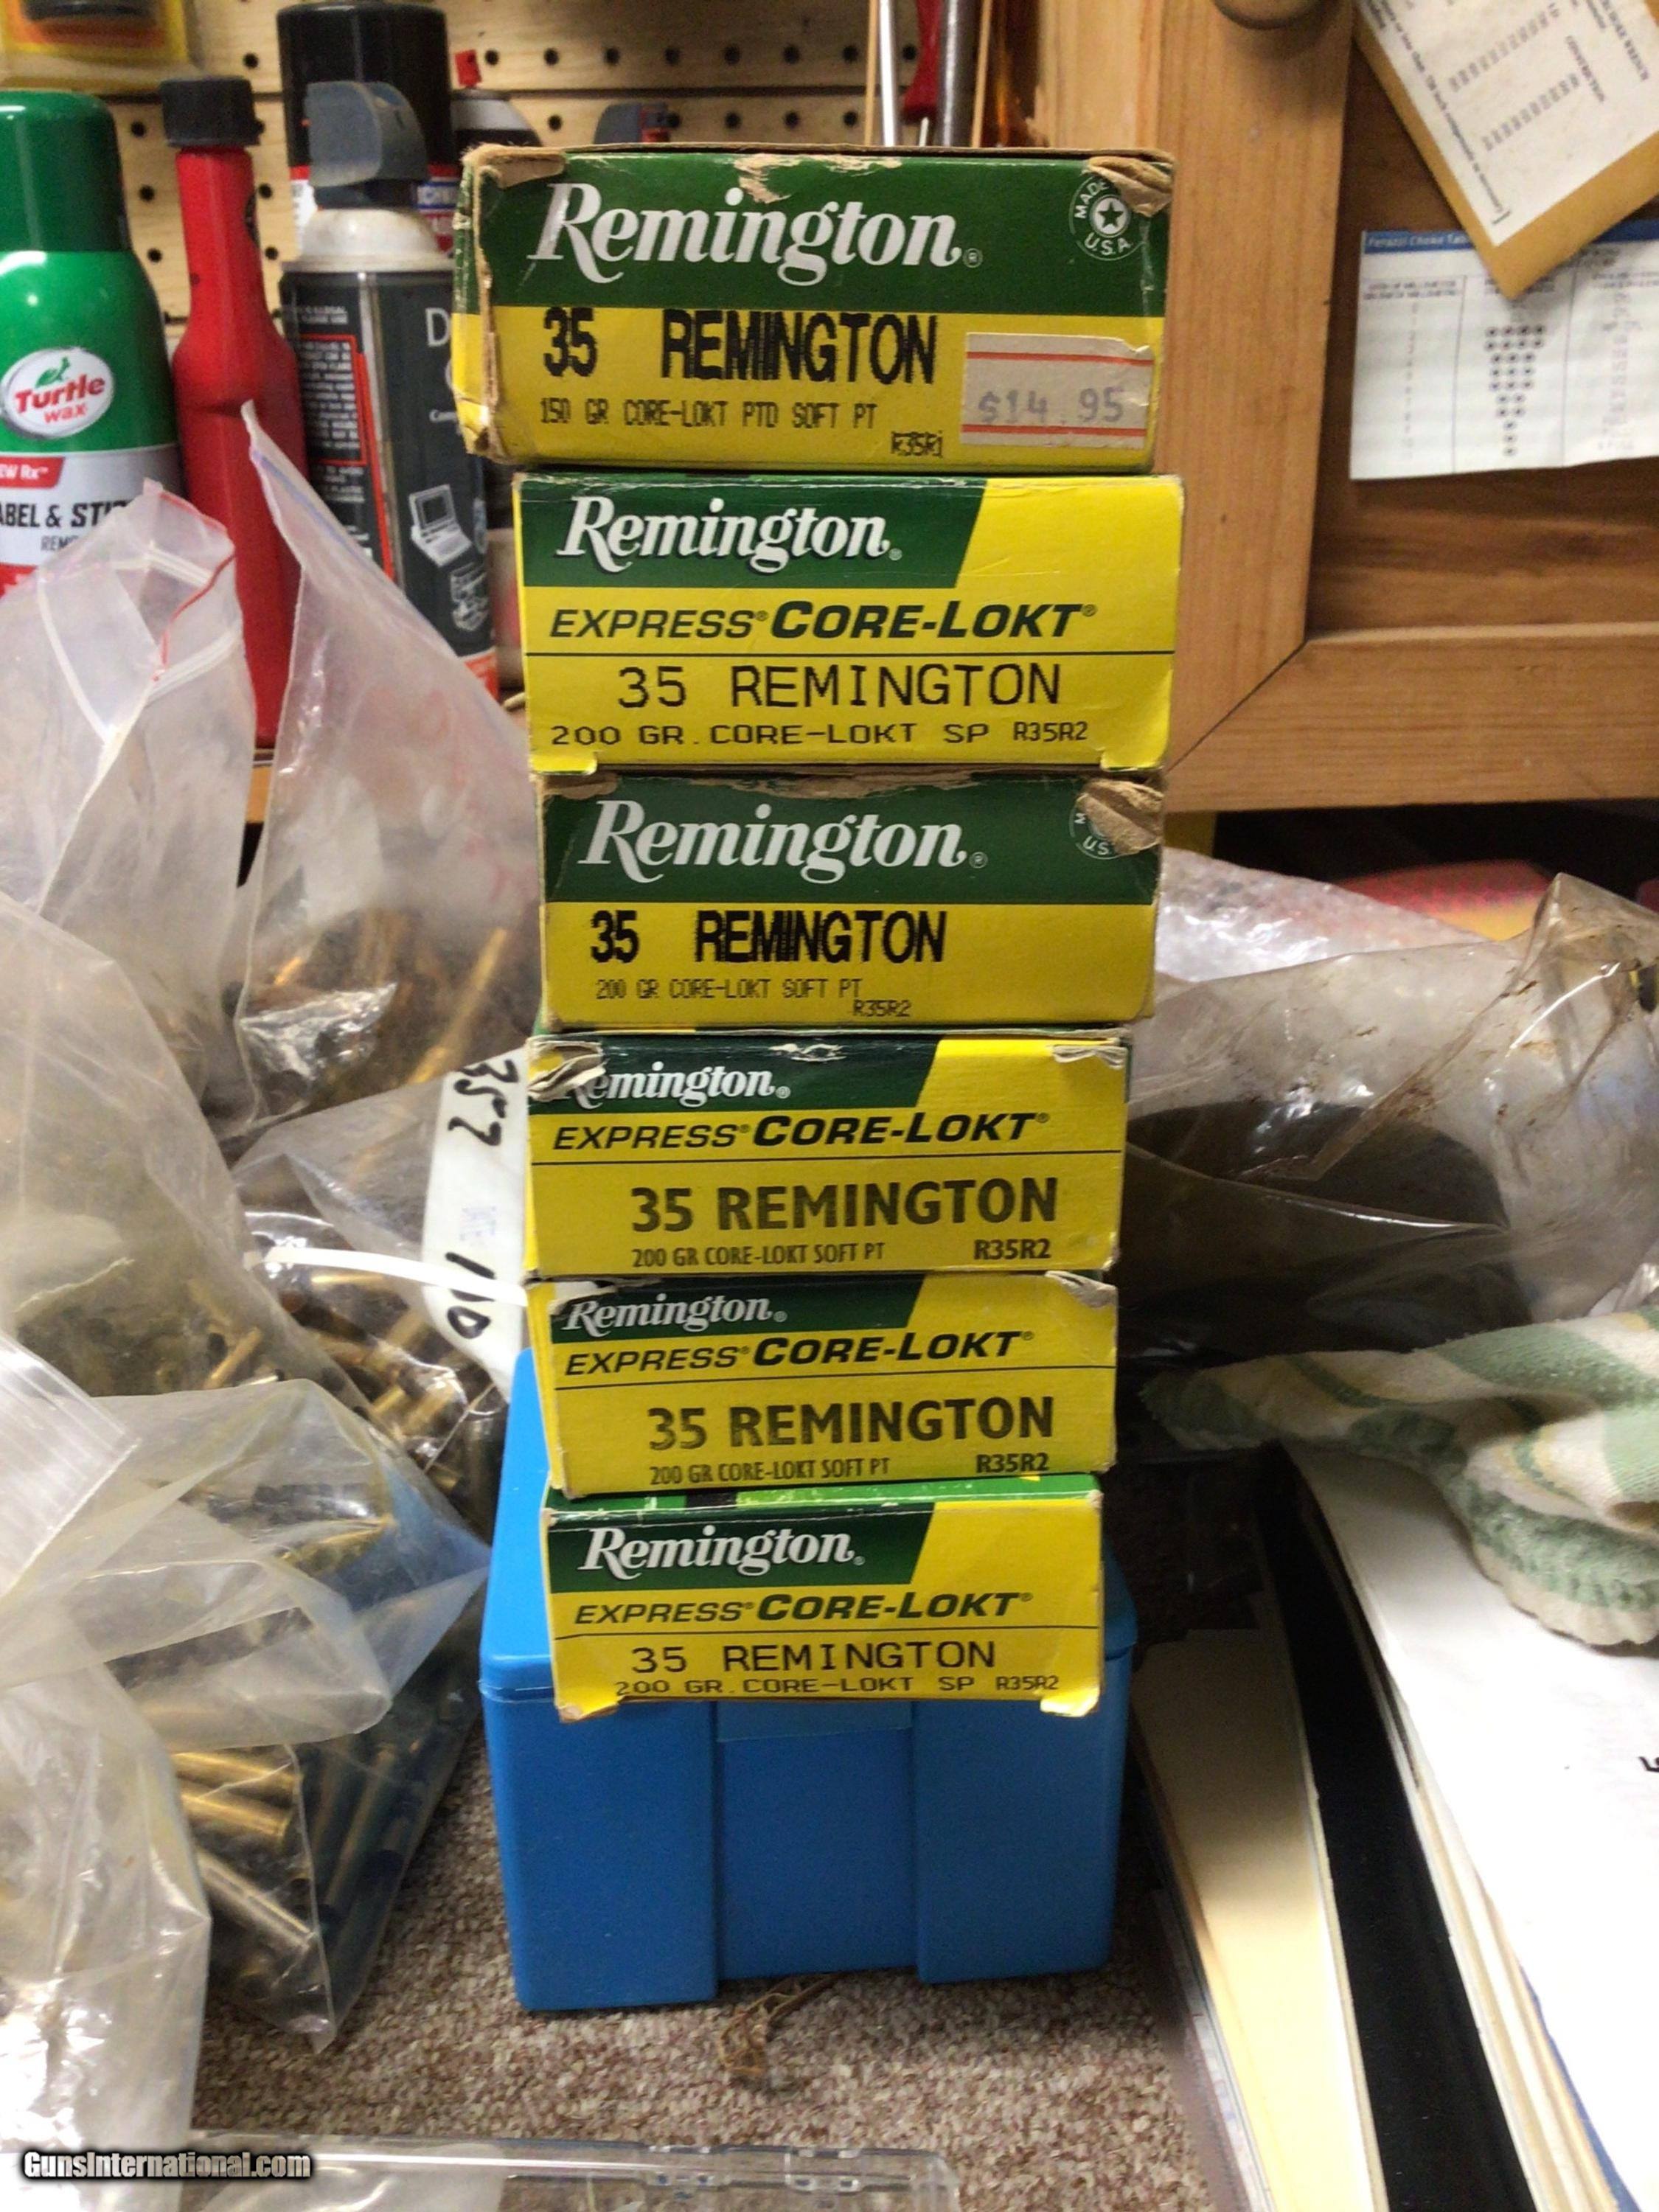 Remington®
MADE
U.S.A.
35 REMINGTON
150 GR CORE-LOKT PTD SOFT PT
R35R1
$14.95
Remington®
EXPRESS® CORE-LOKT®
35 REMINGTON
200 GR. CORE-LOKT SP R35R2
Remington®
35 REMINGTON
200 GR CORE-LOKT SOFT PT
R35R2
Remington®
EXPRESS® CORE-LOKT®
35 REMINGTON
200 GR CORE-LOKT SOFT PT R35R2
Remington®
EXPRESS® CORE-LOKT®
35 REMINGTON
200 GR CORE-LOKT SOFT PT R35R2
Remington®
EXPRESS® CORE-LOKT®
35 REMINGTON
200 GR. CORE-LOKT SP R35R2
Turtle
wax
357
GunsInternational.com